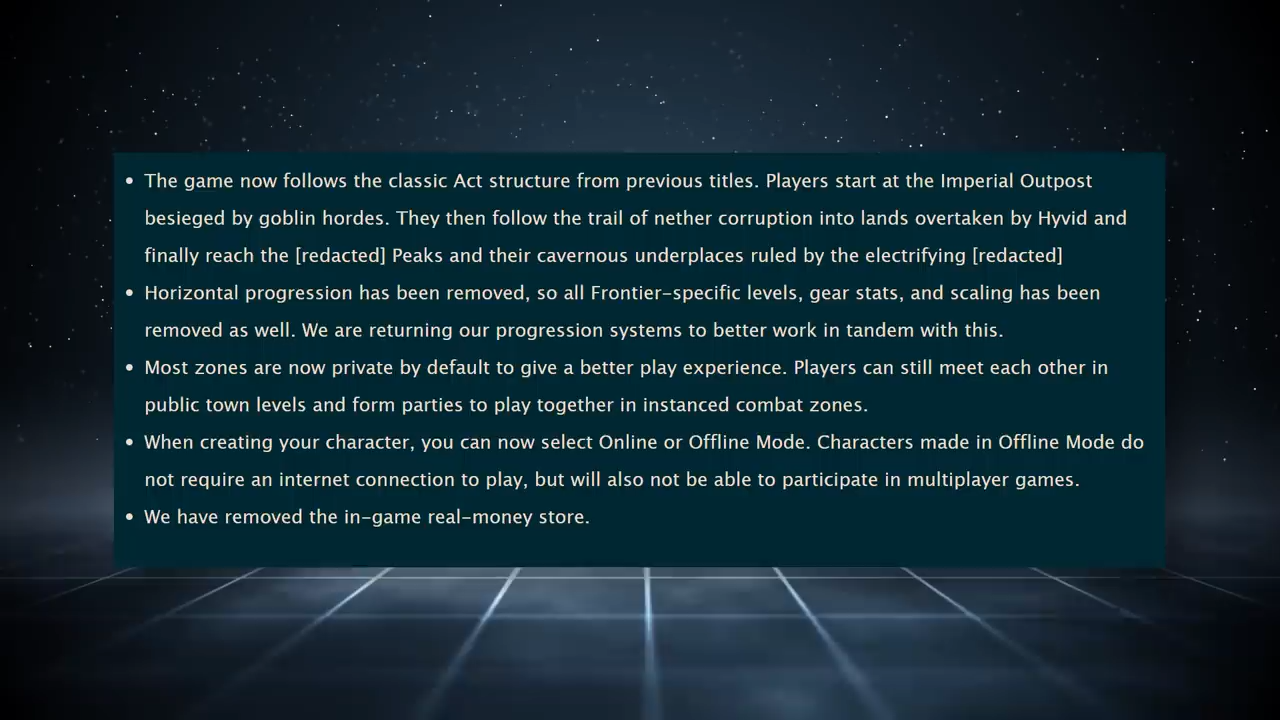 • The game now follows the classic Act structure from previous titles. Players start at the Imperial Outpost
besieged by goblin hordes. They then follow the trail of nether corruption into lands overtaken by Hyvid and
finally reach the [redacted] Peaks and their cavernous underplaces ruled by the electrifying [redacted]
• Horizontal progression has been removed, so all Frontier-specific levels, gear stats, and scaling has been
removed as well. We are returning our progression systems to better work in tandem with this.
• Most zones are now private by default to give a better play experience. Players can still meet each other in
public town levels and form parties to play together in instanced combat zones.
• When creating your character, you can now select Online or Offline Mode. Characters made in Offline Mode do
not require an internet connection to play, but will also not be able to participate in multiplayer games.
• We have removed the in-game real-money store.